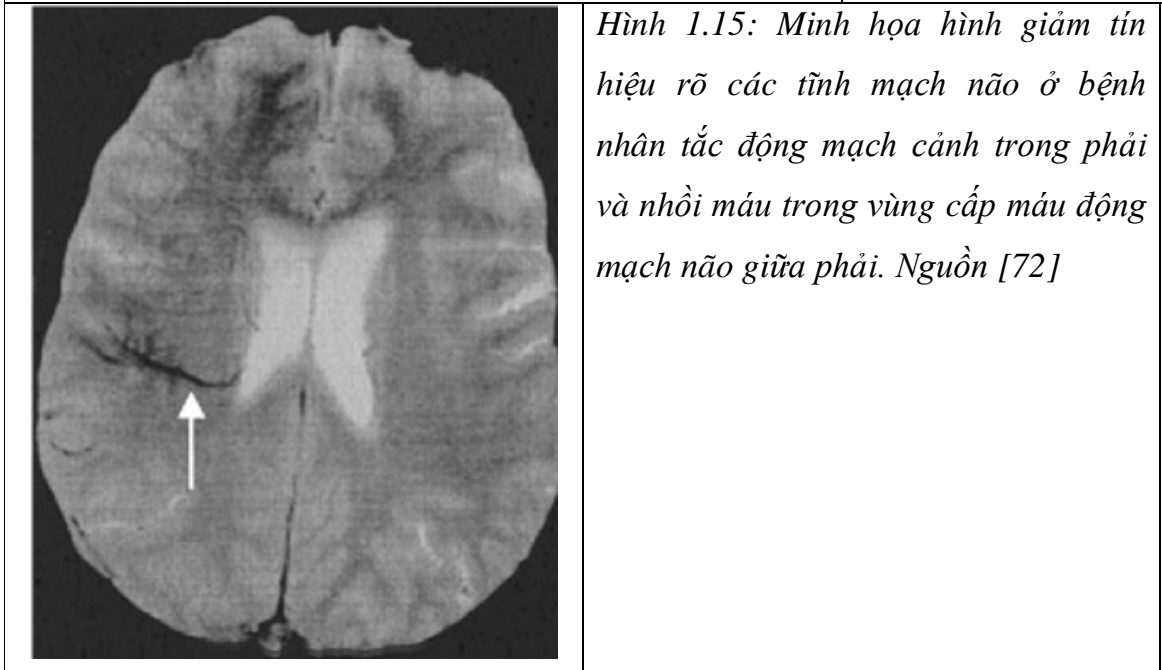 Hình 1.15: Minh họa hình giảm tín
hiệu rõ các tĩnh mạch não ở bệnh
nhân tắc động mạch cảnh trong phải
và nhồi máu trong vùng cấp máu động
mạch não giữa phải. Nguồn [72]